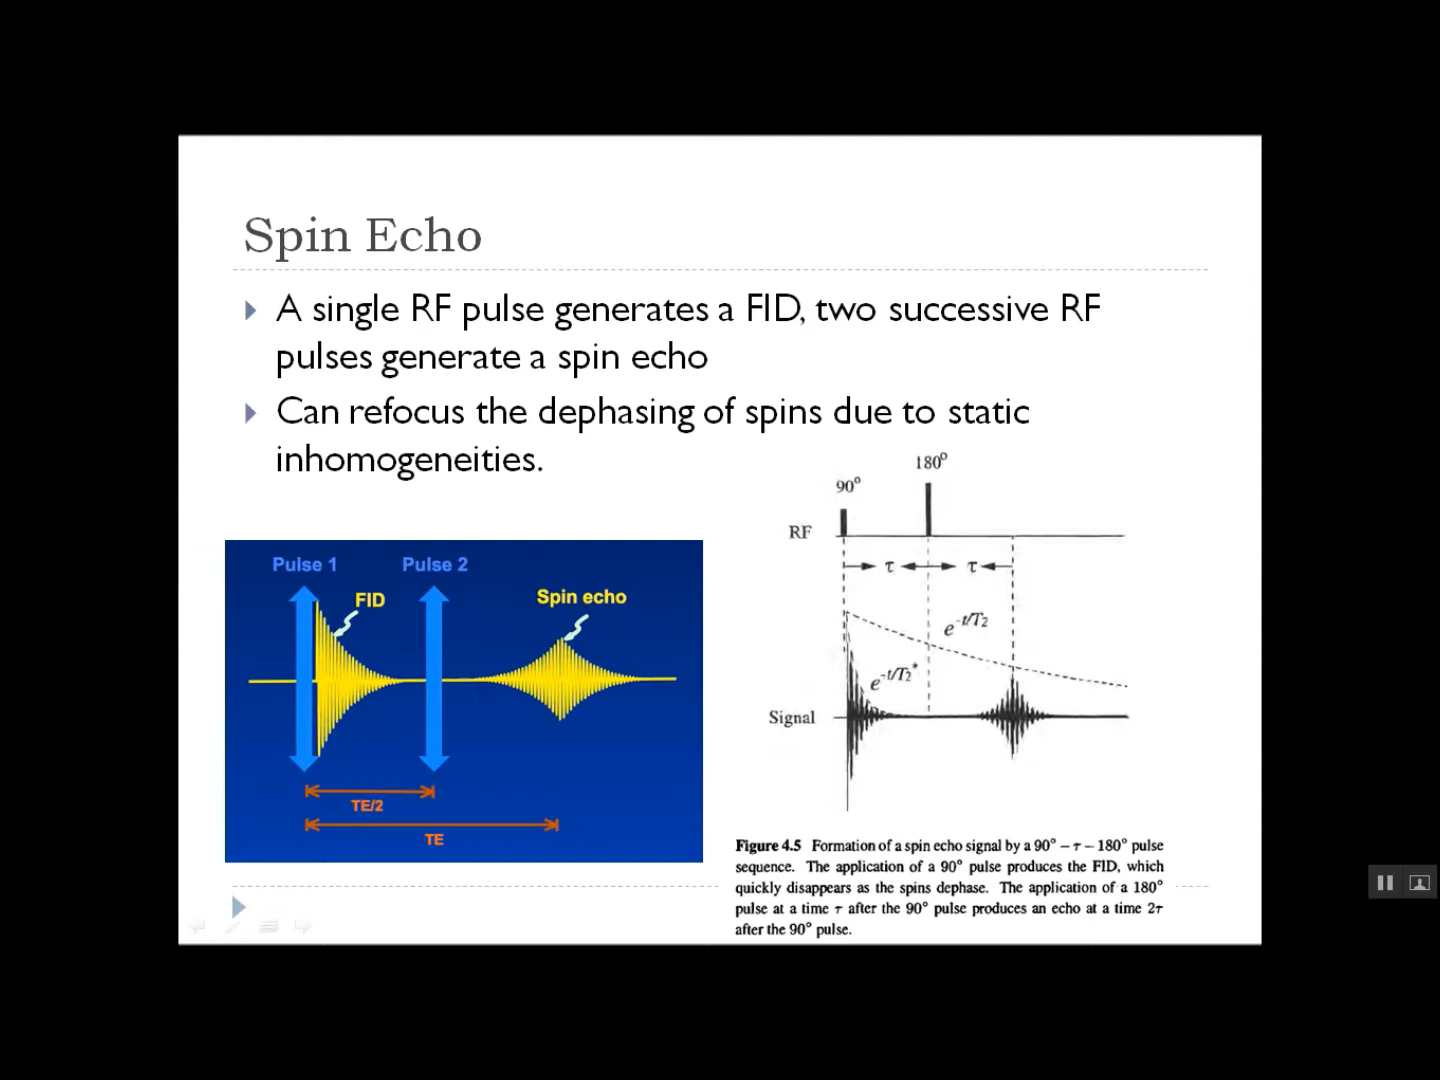 Spin Echo
A single RF pulse generates a FID, two successive RF
pulses generate a spin echo
Can refocus the dephasing of spins due to static
inhomogeneities.
Pulse 1
Pulse 2
FID
Spin echo
TE/2
TE
180°
90°
RF
τ
τ
e^-t/T2
e^-t/T2*
Signal
Figure 4.5 Formation of a spin echo signal by a 90° – τ – 180° pulse
sequence. The application of a 90° pulse produces the FID, which
quickly disappears as the spins dephase. The application of a 180°
pulse at a time τ after the 90° pulse produces an echo at a time 2τ
after the 90° pulse.